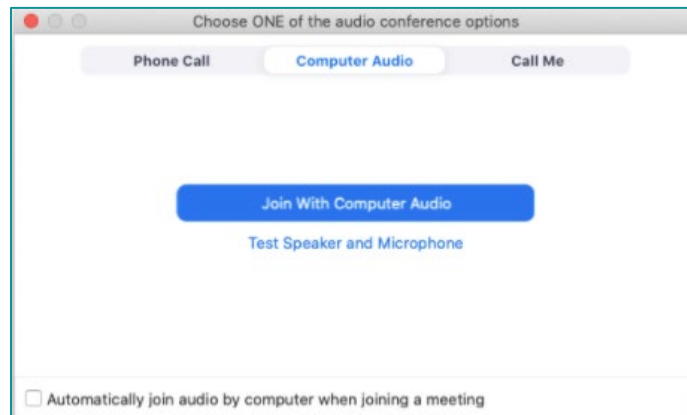 Choose ONE of the audio conference options
Phone Call Computer Audio Call Me
Join With Computer Audio
Test Speaker and Microphone
Automatically join audio by computer when joining a meeting